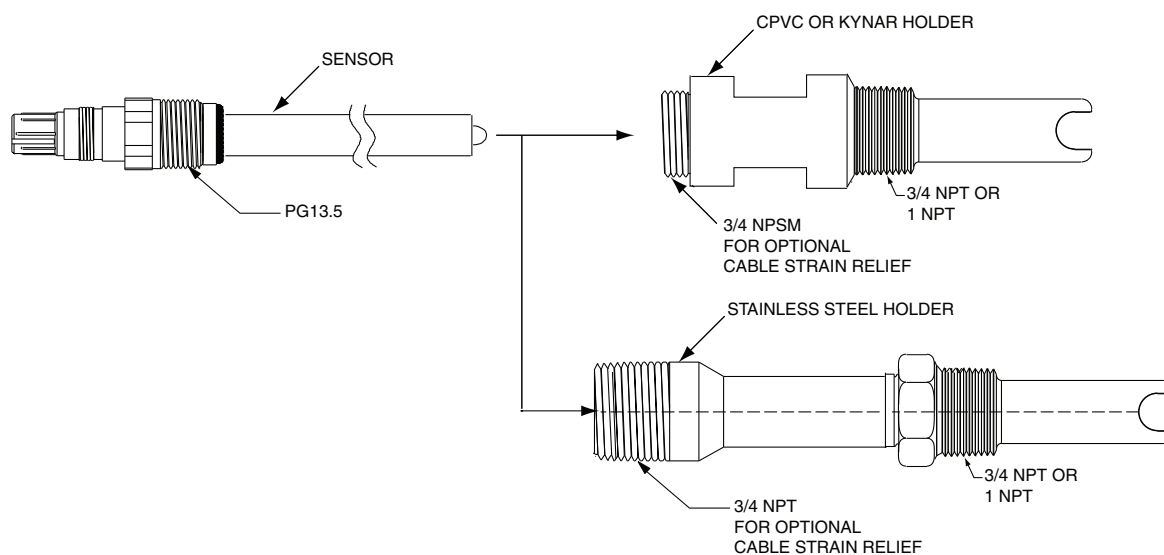 CPVC OR KYNAR HOLDER
SENSOR
PG13.5
3/4 NPT OR
1 NPT
3/4 NPSM
FOR OPTIONAL
CABLE STRAIN RELIEF
STAINLESS STEEL HOLDER
3/4 NPT OR
1 NPT
3/4 NPT
FOR OPTIONAL
CABLE STRAIN RELIEF